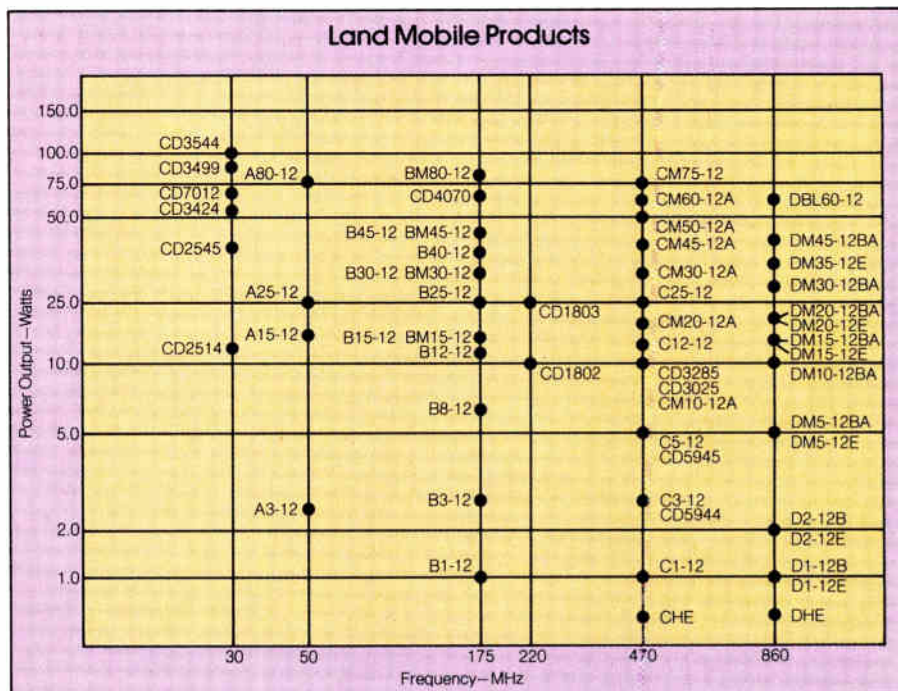 Land Mobile Products
150.0
100.0
75.0
50.0
25.0
10.0
5.0
2.0
1.0
Power Output–Watts
CD3544
CD3499
CD7012
CD3424
CD2545
CD2514
A80-12
A25-12
A15-12
A3-12
BM80-12
CD4070
B45-12 BM45-12
B40-12
B30-12 BM30-12
B25-12
B15-12 BM15-12
B12-12
B8-12
B3-12
B1-12
CD1803
CD1802
CM75-12
CM60-12A
CM50-12A
CM45-12A
CM30-12A
C25-12
CM20-12A
C12-12
CD3285
CD3025
CM10-12A
C5-12
CD5945
C3-12
CD5944
C1-12
CHE
DBL60-12
DM45-12BA
DM35-12E
DM30-12BA
DM20-12BA
DM20-12E
DM15-12BA
DM15-12E
DM10-12BA
DM5-12BA
DM5-12E
D2-12B
D2-12E
D1-12B
D1-12E
DHE
30 50 175 220 470 860
Frequency–MHz